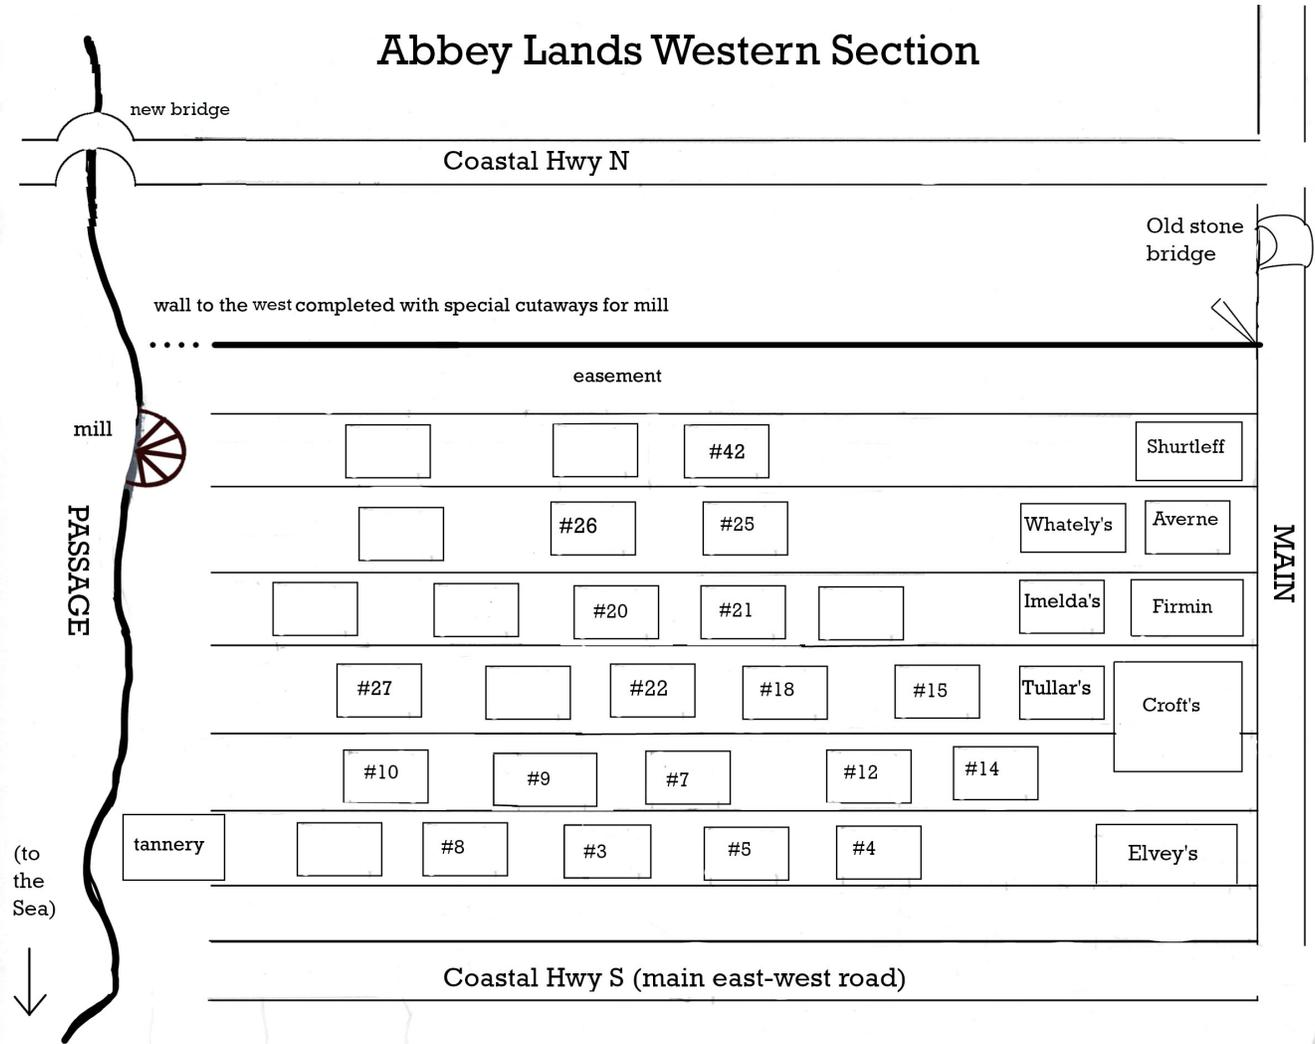 Abbey Lands Western Section
new bridge
Coastal Hwy N
Old stone
bridge
wall to the west completed with special cutaways for mill
easement
mill
#42
Shurtleff
#26
#25
Whately's
Averne
PASSAGE
MAIN
#20
#21
Imelda's
Firmin
#27
#22
#18
#15
Tullar's
Croft's
#10
#9
#7
#12
#14
tannery
#8
#3
#5
#4
Elvey's
(to
the
Sea)
Coastal Hwy S (main east-west road)